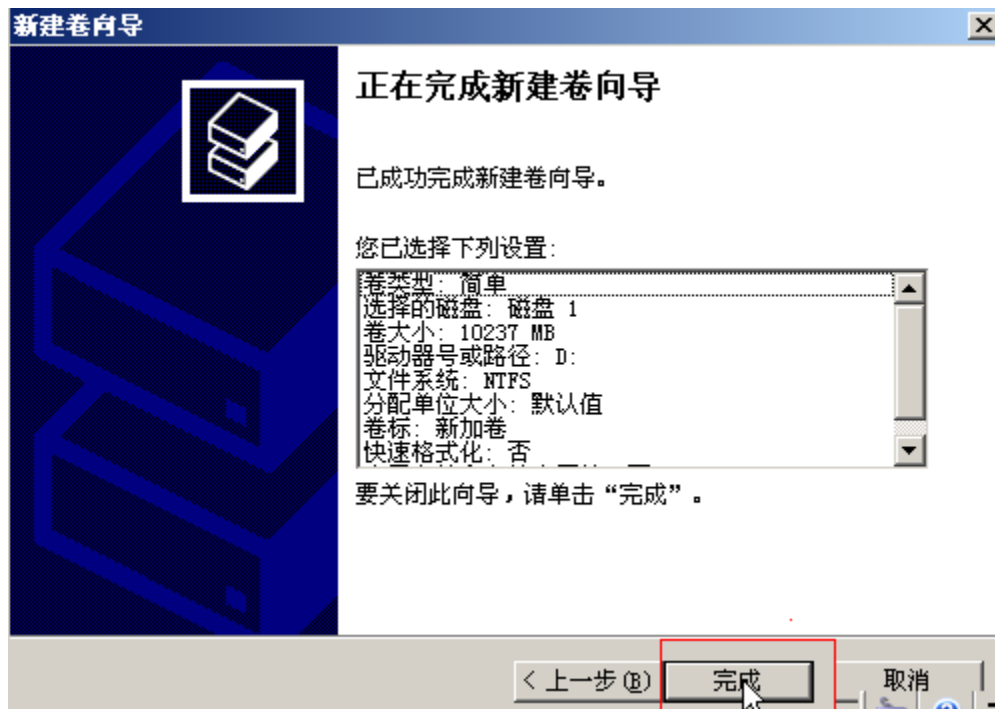 新建卷向导
正在完成新建卷向导
已成功完成新建卷向导。
您已选择下列设置:
卷类型: 简单
选择的磁盘: 磁盘 1
卷大小: 10237 MB
驱动器号或路径: D:
文件系统: NTFS
分配单位大小: 默认值
卷标: 新加卷
快速格式化: 否
要关闭此向导，请单击“完成”。
< 上一步(B)
完成
取消